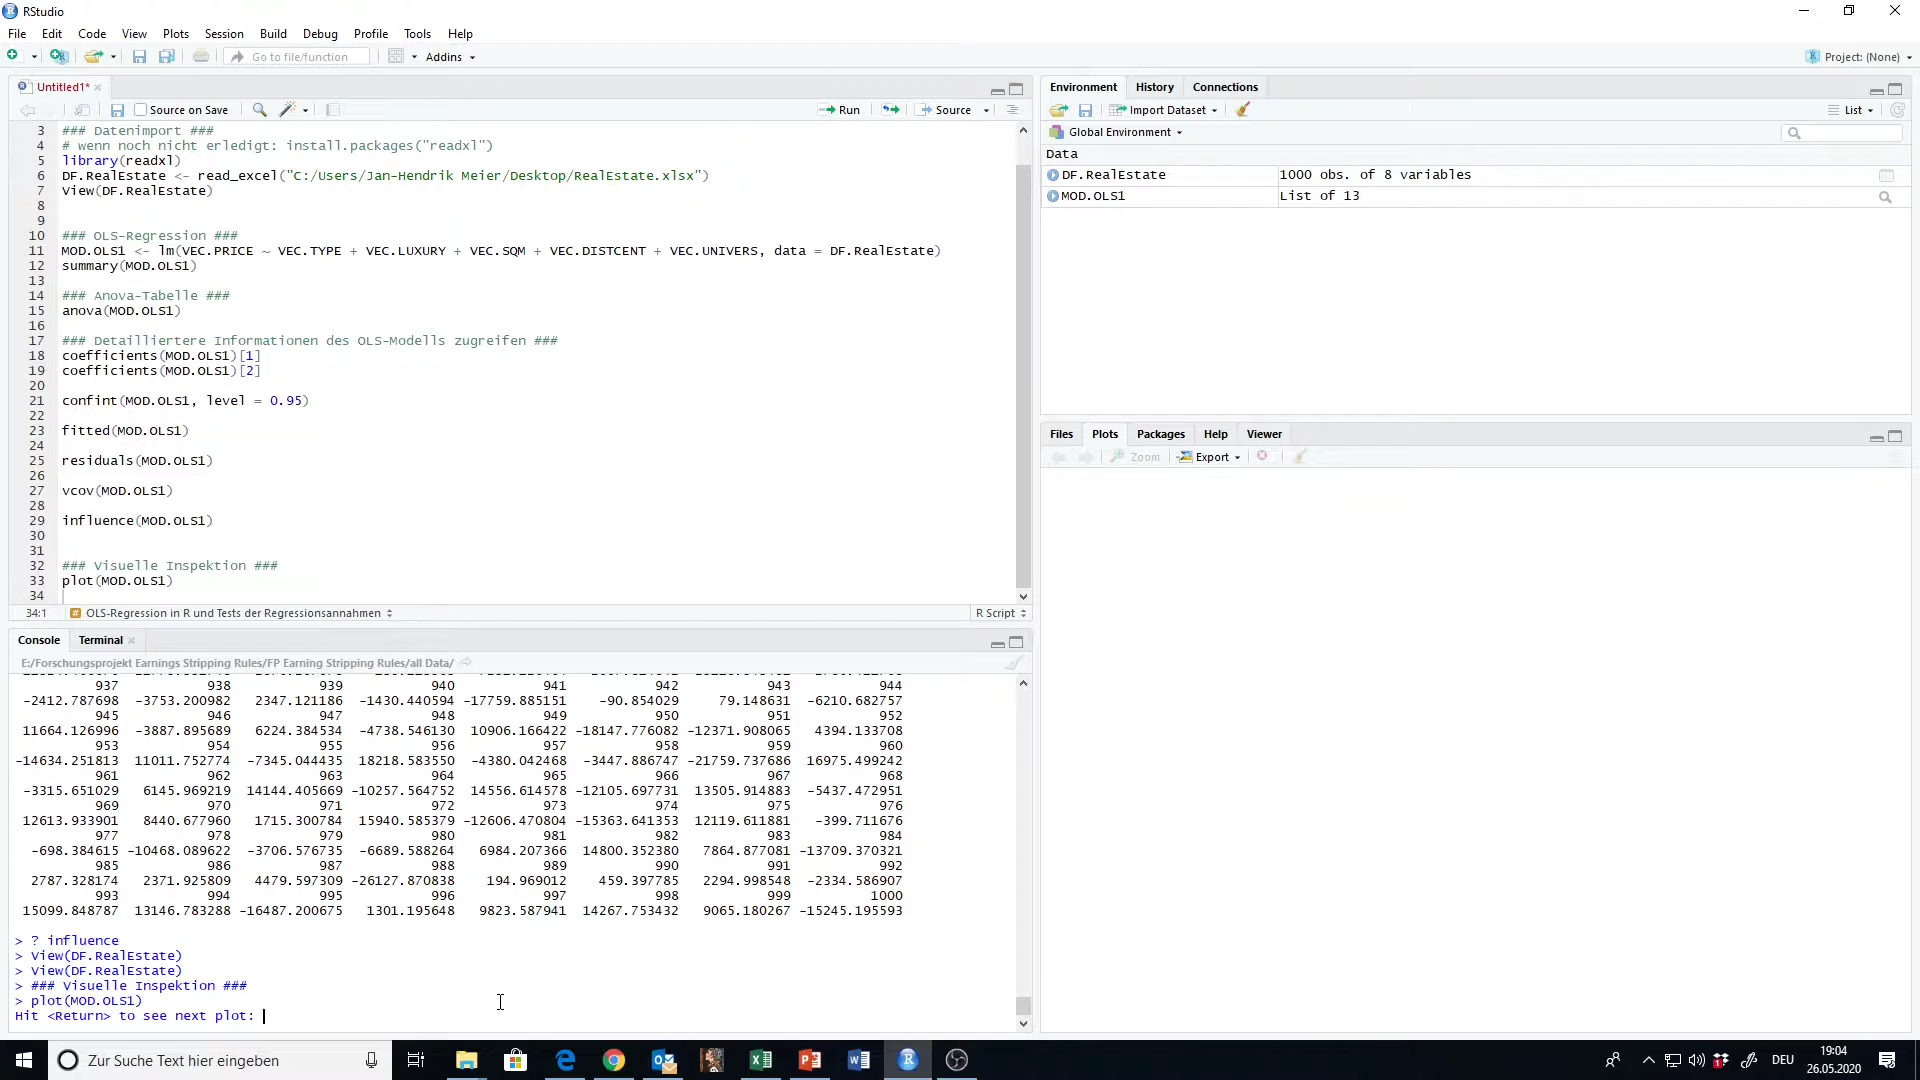 RStudio
File Edit Code View Plots Session Build Debug Profile Tools Help
Go to file/function Addins Project: (None)
Untitled1*
Source on Save Run Source
3 ### Datenimport ###
4 # wenn noch nicht erledigt: install.packages("readxl")
5 library(readxl)
6 DF.RealEstate <- read_excel("C:/Users/Jan-Hendrik Meier/Desktop/RealEstate.xlsx")
7 View(DF.RealEstate)
8
9
10 ### OLS-Regression ###
11 MOD.OLS1 <- lm(VEC.PRICE ~ VEC.TYPE + VEC.LUXURY + VEC.SQM + VEC.DISTCENT + VEC.UNIVERS, data = DF.RealEstate)
12 summary(MOD.OLS1)
13
14 ### Anova-Tabelle ###
15 anova(MOD.OLS1)
16
17 ### Detailliertere Informationen des OLS-Modells zugreifen ###
18 coefficients(MOD.OLS1)[1]
19 coefficients(MOD.OLS1)[2]
20
21 confint(MOD.OLS1, level = 0.95)
22
23 fitted(MOD.OLS1)
24
25 residuals(MOD.OLS1)
26
27 vcov(MOD.OLS1)
28
29 influence(MOD.OLS1)
30
31
32 ### Visuelle Inspektion ###
33 plot(MOD.OLS1)
34
34:1 # OLS-Regression in R und Tests der Regressionsannahmen R Script
Console Terminal
E:/Forschungsprojekt Earnings Stripping Rules/FP Earning Stripping Rules/all Data/
937 938 939 940 941 942 943 944
-2412.787698 -3753.200982 2347.121186 -1430.440594 -17759.885151 -90.854029 79.148631 -6210.682757
945 946 947 948 949 950 951 952
11664.126996 -3887.895689 6224.384534 -4738.546130 10906.166422 -18147.776082 -12371.908065 4394.133708
953 954 955 956 957 958 959 960
-14634.251813 11011.752774 -7345.044435 18218.583550 -4380.042468 -3447.886747 -21759.737686 16975.499242
961 962 963 964 965 966 967 968
-3315.651029 6145.969219 14144.405669 -10257.564752 14556.614578 -12105.697731 13505.914883 -5437.472951
969 970 971 972 973 974 975 976
12613.933901 8440.677960 1715.300784 15940.585379 -12606.470804 -15363.641353 12119.611881 -399.711676
977 978 979 980 981 982 983 984
-698.384615 -10468.089622 -3706.576735 -6689.588264 6984.207366 14800.352380 7864.877081 -13709.370321
985 986 987 988 989 990 991 992
2787.328174 2371.925809 4479.597309 -26127.870838 194.969012 459.397785 2294.998548 -2334.586907
993 994 995 996 997 998 999 1000
15099.848787 13146.783288 -16487.200675 1301.195648 9823.587941 14267.753432 9065.180267 -15245.195593
> ? influence
> View(DF.RealEstate)
> View(DF.RealEstate)
> ### Visuelle Inspektion ###
> plot(MOD.OLS1)
Hit <Return> to see next plot:
Environment History Connections
Import Dataset List
Global Environment
Data
DF.RealEstate 1000 obs. of 8 variables
MOD.OLS1 List of 13
Files Plots Packages Help Viewer
Zoom Export
Zur Suche Text hier eingeben
DEU
19:04
26.05.2020